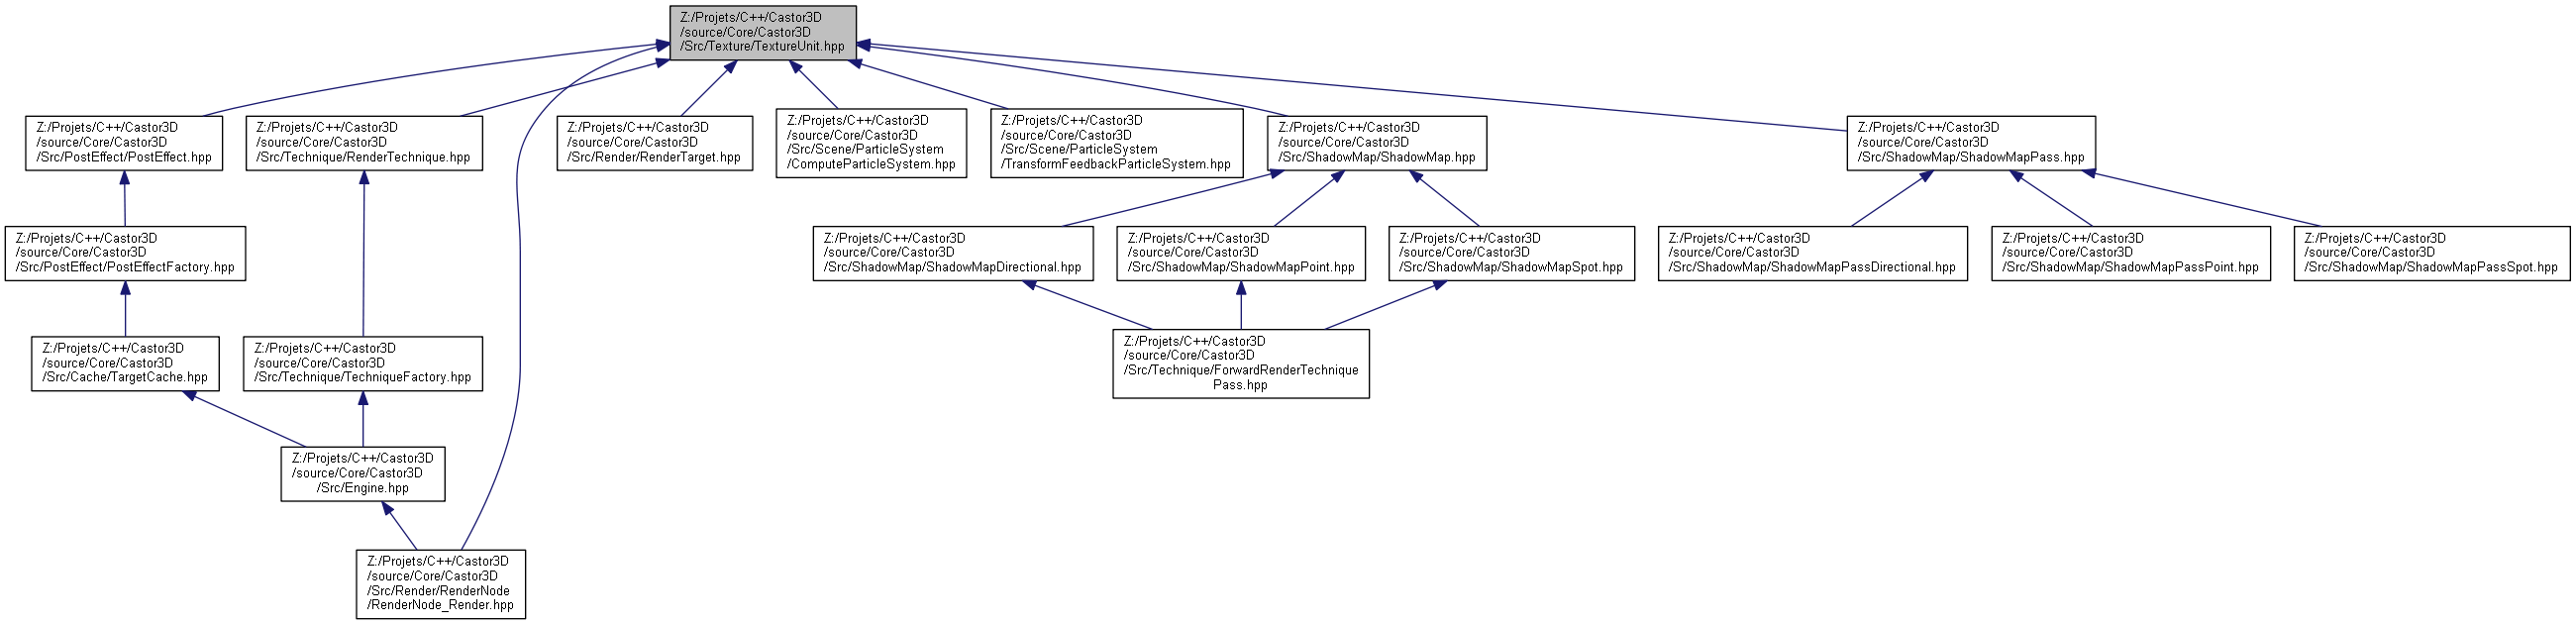 Z:/Projets/C++/Castor3D
/source/Core/Castor3D
/Src/Texture/TextureUnit.hpp
Z:/Projets/C++/Castor3D
/source/Core/Castor3D
/Src/PostEffect/PostEffect.hpp
Z:/Projets/C++/Castor3D
/source/Core/Castor3D
/Src/Technique/RenderTechnique.hpp
Z:/Projets/C++/Castor3D
/source/Core/Castor3D
/Src/Render/RenderTarget.hpp
Z:/Projets/C++/Castor3D
/source/Core/Castor3D
/Src/Scene/ParticleSystem
/ComputeParticleSystem.hpp
Z:/Projets/C++/Castor3D
/source/Core/Castor3D
/Src/Scene/ParticleSystem
/TransformFeedbackParticleSystem.hpp
Z:/Projets/C++/Castor3D
/source/Core/Castor3D
/Src/ShadowMap/ShadowMap.hpp
Z:/Projets/C++/Castor3D
/source/Core/Castor3D
/Src/ShadowMap/ShadowMapPass.hpp
Z:/Projets/C++/Castor3D
/source/Core/Castor3D
/Src/PostEffect/PostEffectFactory.hpp
Z:/Projets/C++/Castor3D
/source/Core/Castor3D
/Src/ShadowMap/ShadowMapDirectional.hpp
Z:/Projets/C++/Castor3D
/source/Core/Castor3D
/Src/ShadowMap/ShadowMapPoint.hpp
Z:/Projets/C++/Castor3D
/source/Core/Castor3D
/Src/ShadowMap/ShadowMapSpot.hpp
Z:/Projets/C++/Castor3D
/source/Core/Castor3D
/Src/ShadowMap/ShadowMapPassDirectional.hpp
Z:/Projets/C++/Castor3D
/source/Core/Castor3D
/Src/ShadowMap/ShadowMapPassPoint.hpp
Z:/Projets/C++/Castor3D
/source/Core/Castor3D
/Src/ShadowMap/ShadowMapPassSpot.hpp
Z:/Projets/C++/Castor3D
/source/Core/Castor3D
/Src/Cache/TargetCache.hpp
Z:/Projets/C++/Castor3D
/source/Core/Castor3D
/Src/Technique/TechniqueFactory.hpp
Z:/Projets/C++/Castor3D
/source/Core/Castor3D
/Src/Technique/ForwardRenderTechnique
Pass.hpp
Z:/Projets/C++/Castor3D
/source/Core/Castor3D
/Src/Engine.hpp
Z:/Projets/C++/Castor3D
/source/Core/Castor3D
/Src/Render/RenderNode
/RenderNode_Render.hpp